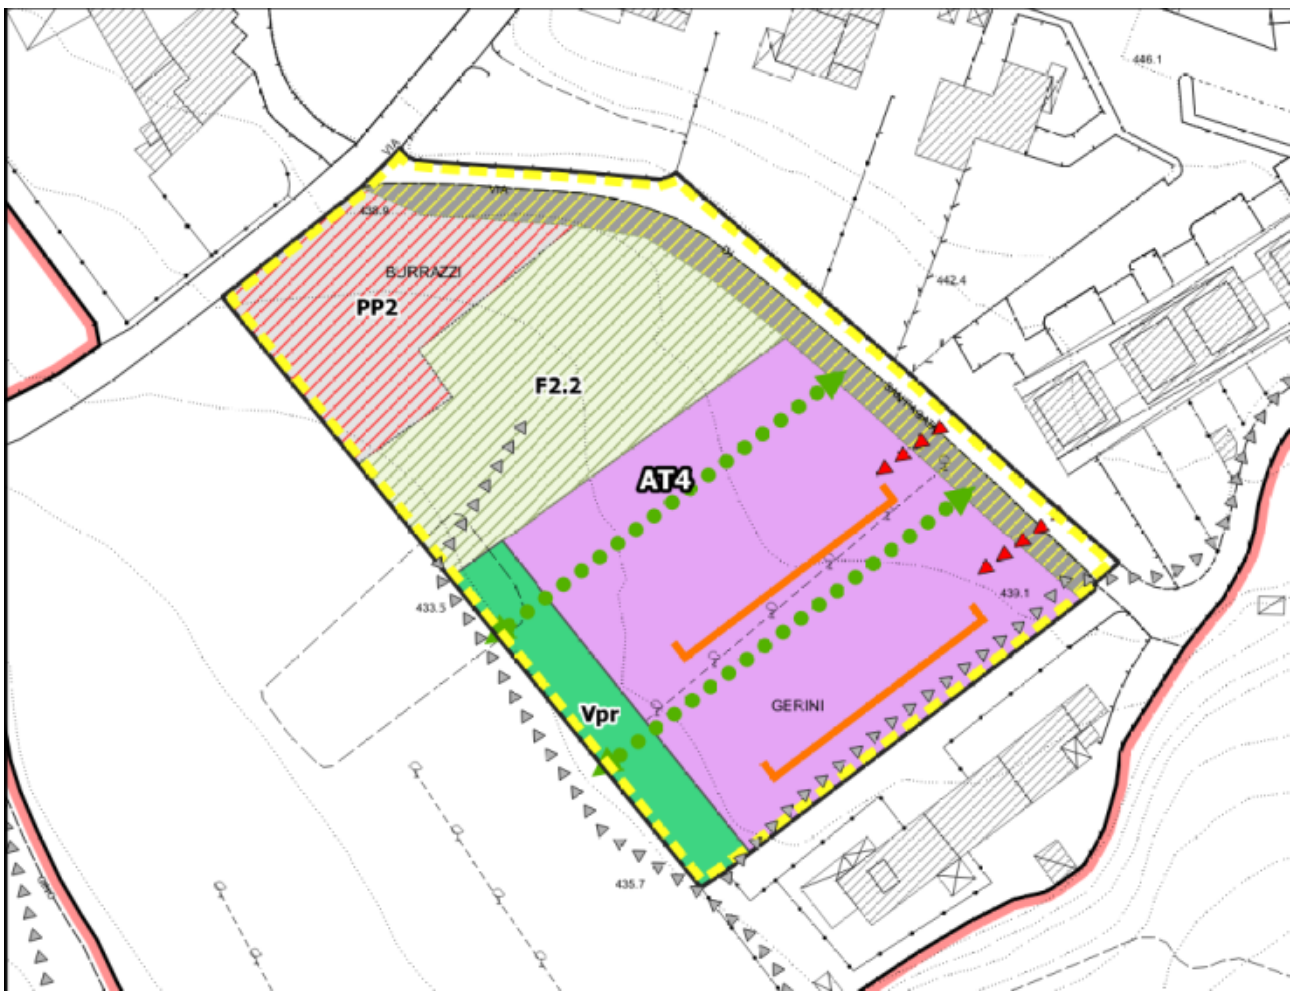 446.1
VIA
VIA
438.9
BURRAZZI
442.4
PP2
F2.2
AT4
439.1
433.5
Vpr
GERINI
435.7